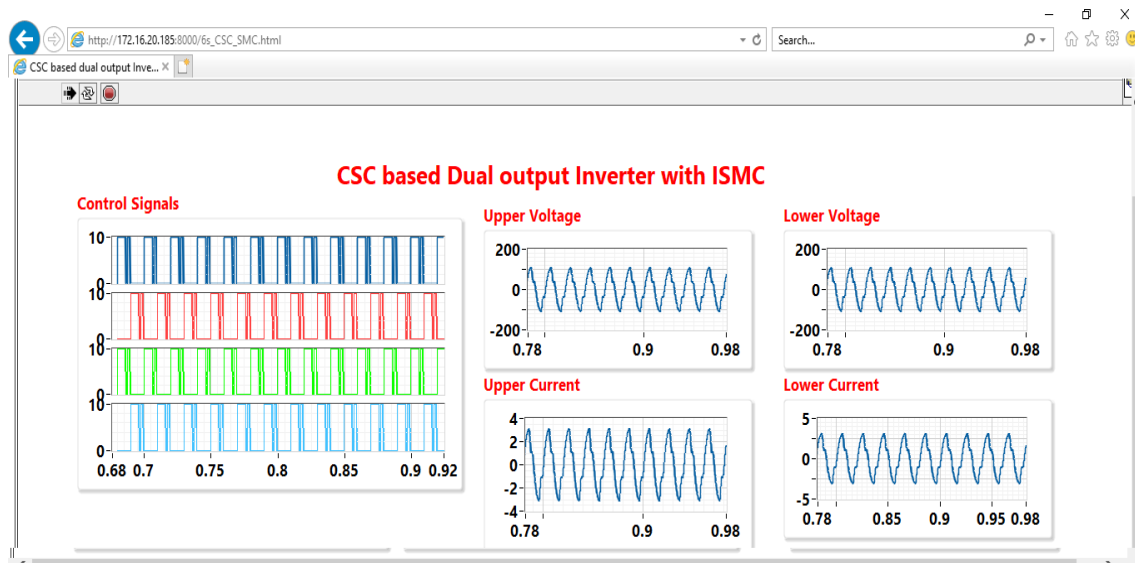 http://172.16.20.185:8000/6s_CSC_SMC.html
Search...
CSC based dual output Inve...
CSC based Dual output Inverter with ISMC
Control Signals
10
0
10
0
10
0
10
0
0.68 0.7 0.75 0.8 0.85 0.9 0.92
Upper Voltage
200
0
-200
0.78 0.9 0.98
Lower Voltage
200
0
-200
0.78 0.9 0.98
Upper Current
4
2
0
-2
-4
0.78 0.9 0.98
Lower Current
5
0
-5
0.78 0.85 0.9 0.95 0.98